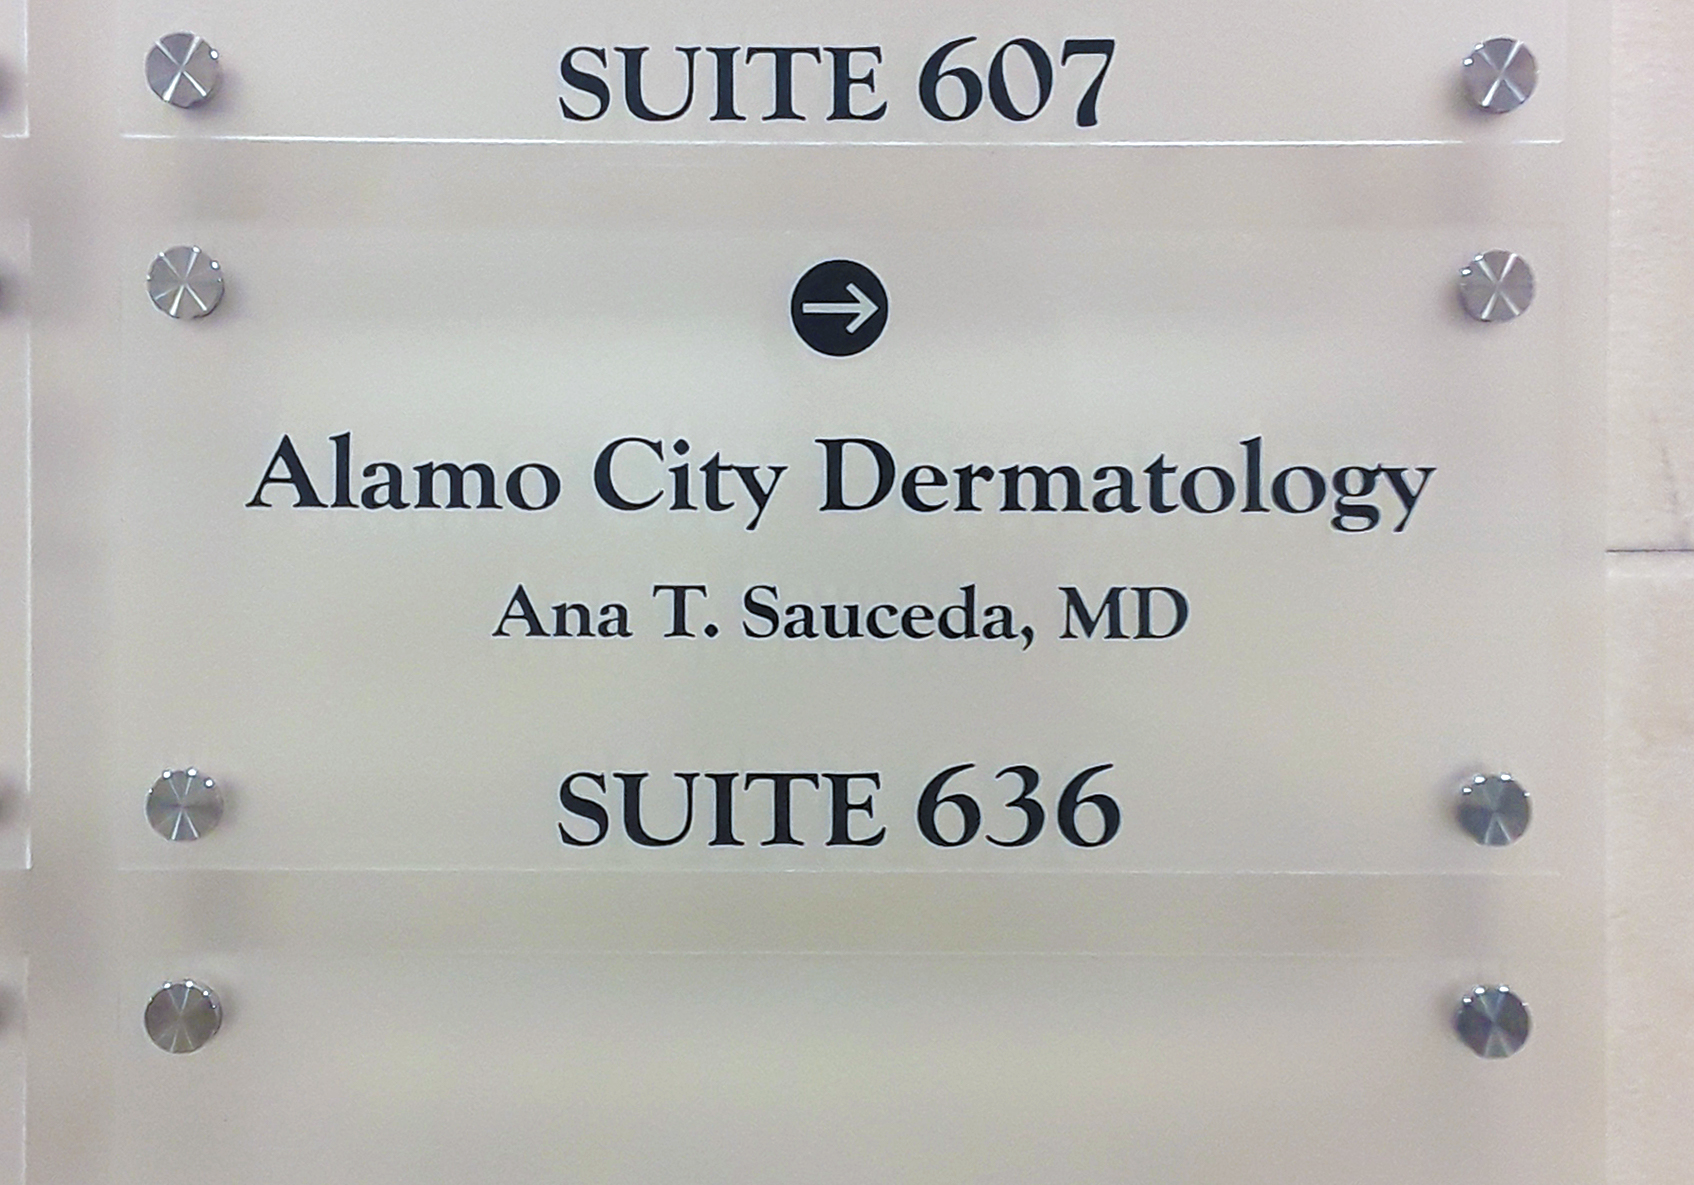 SUITE 607
Alamo City Dermatology
Ana T. Sauceda, MD
SUITE 636